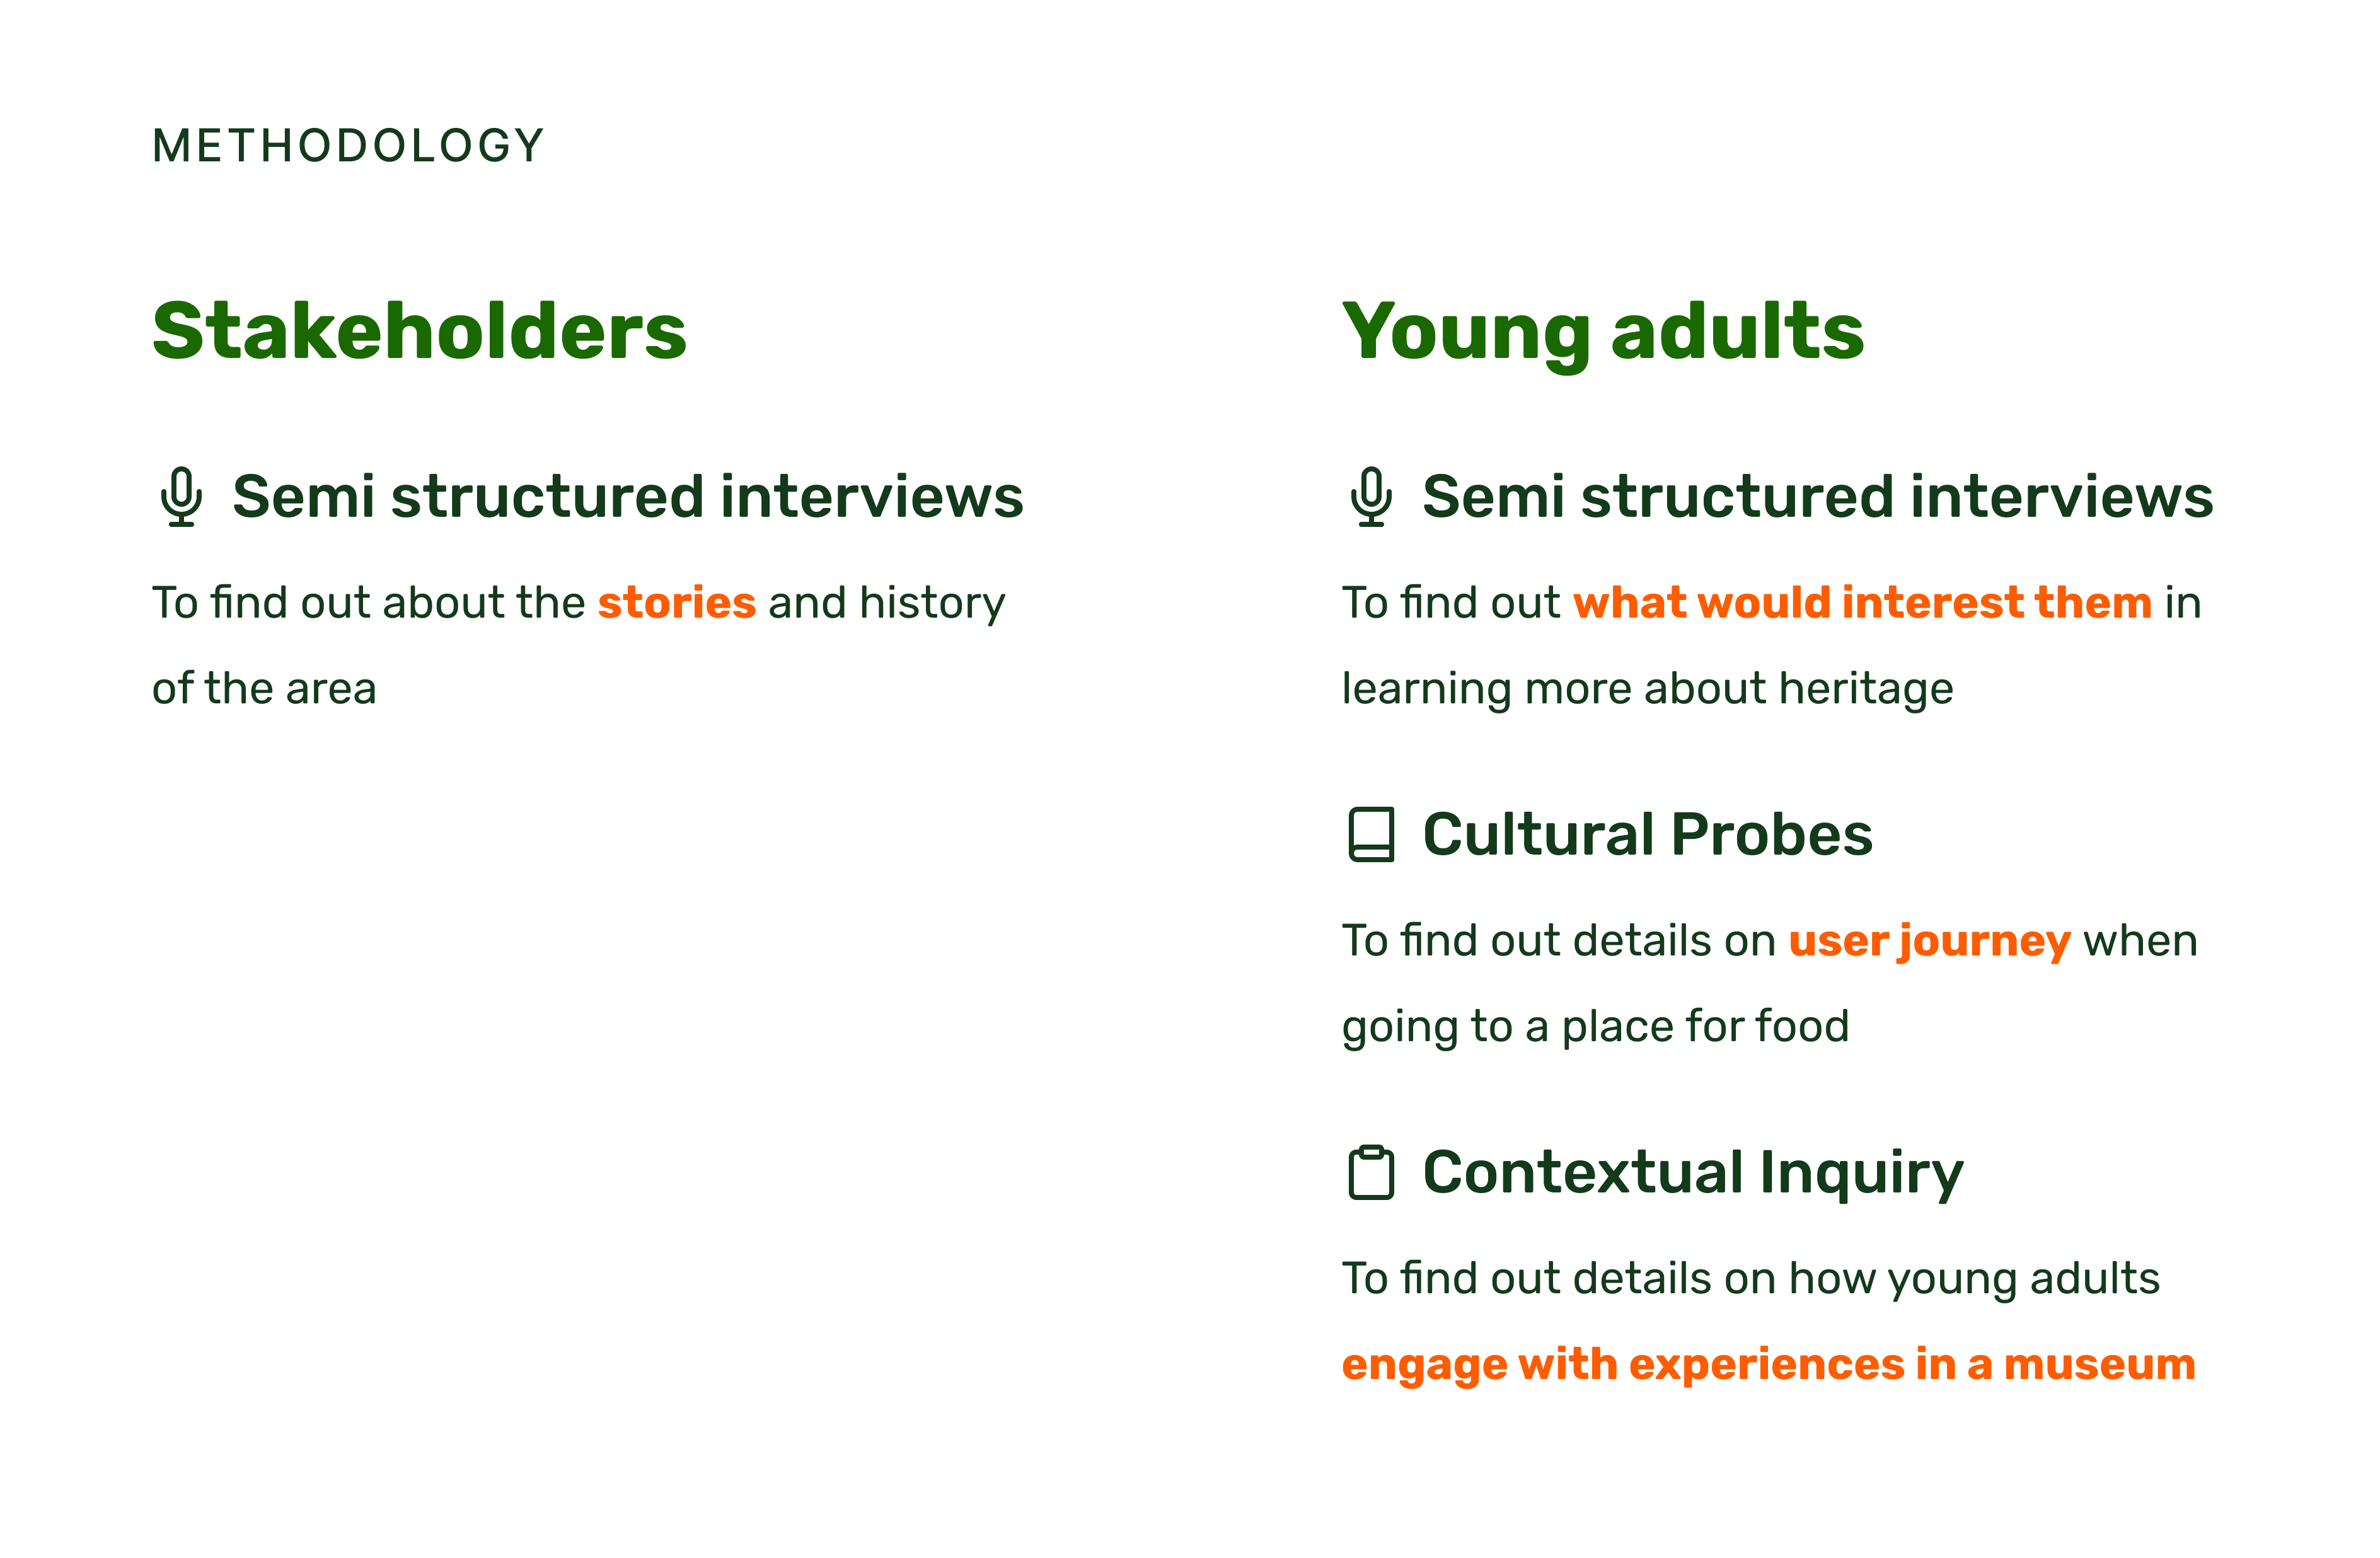 METHODOLOGY
Stakeholders
Semi structured interviews
To find out about the stories and history
of the area
Young adults
Semi structured interviews
To find out what would interest them in
learning more about heritage
Cultural Probes
To find out details on user journey when
going to a place for food
Contextual Inquiry
To find out details on how young adults
engage with experiences in a museum